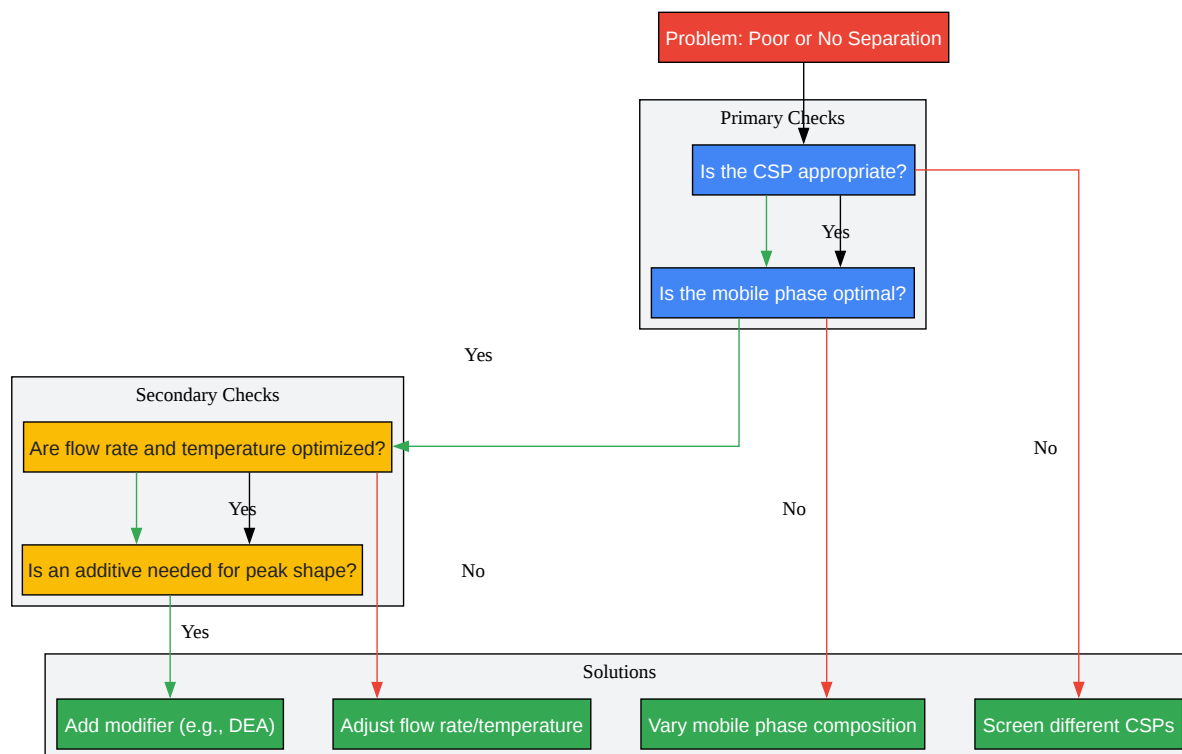 Problem: Poor or No Separation
Primary Checks
Is the CSP appropriate?
Yes
Is the mobile phase optimal?
Yes
Secondary Checks
Are flow rate and temperature optimized?
No
Yes
No
Is an additive needed for peak shape?
No
Yes
Solutions
Add modifier (e.g., DEA)
Adjust flow rate/temperature
Vary mobile phase composition
Screen different CSPs